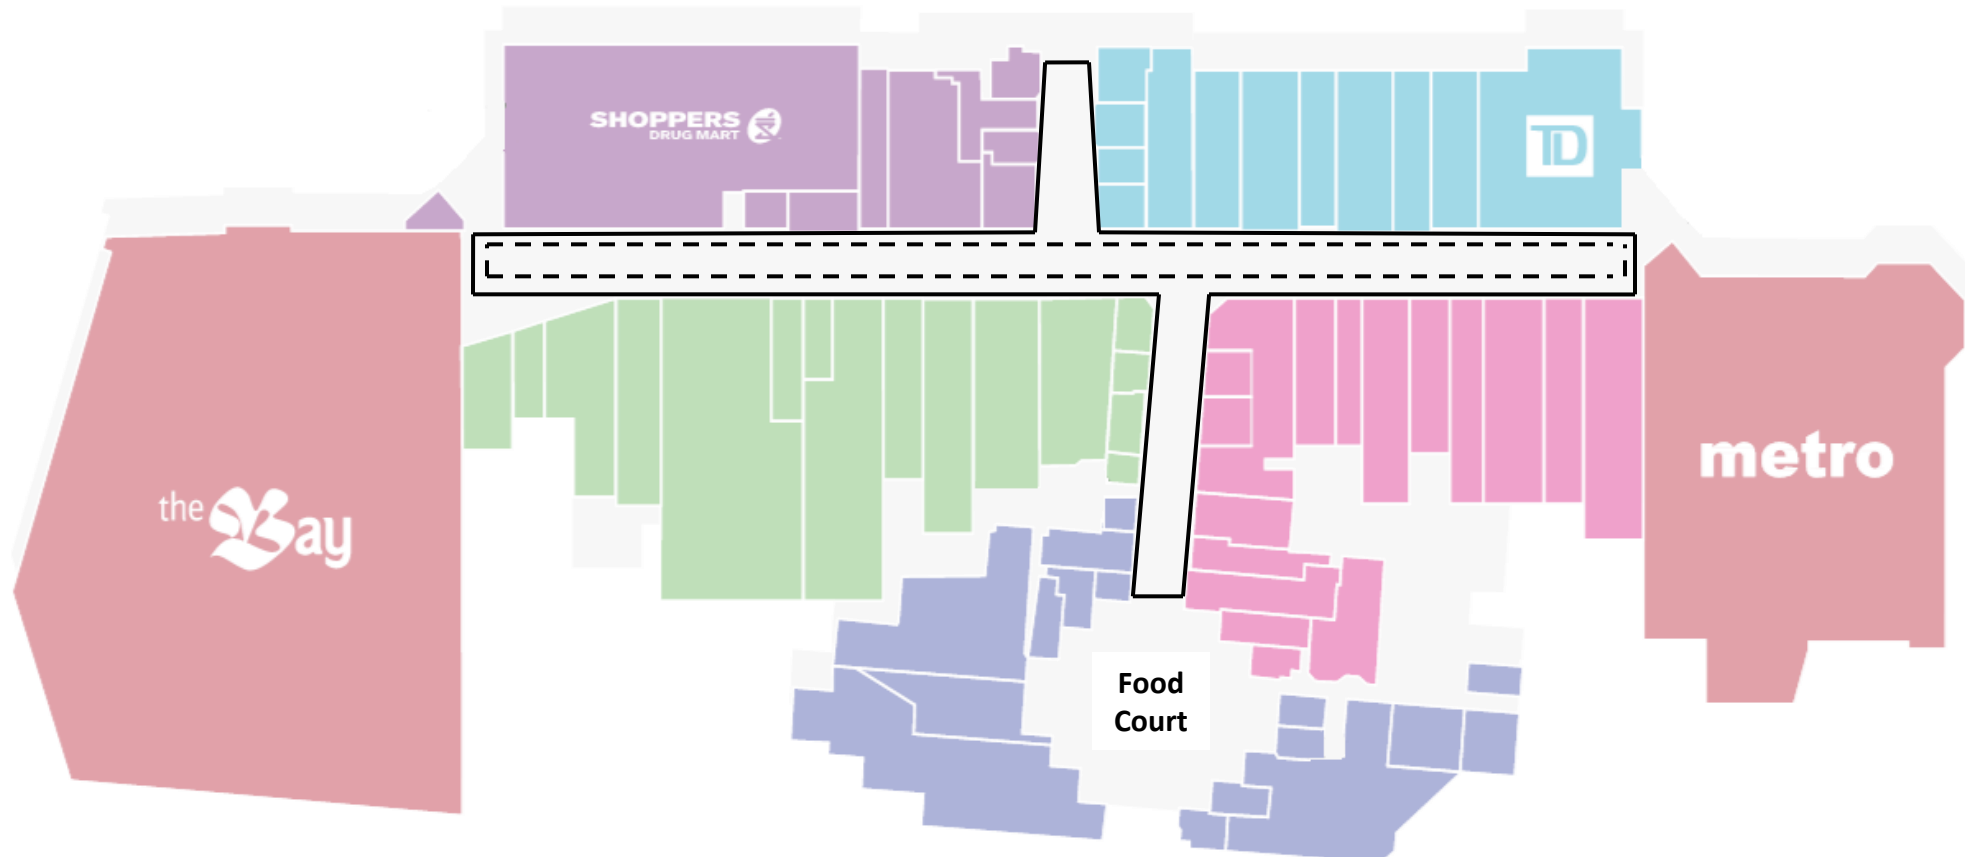 SHOPPERS
DRUG MART
TD
the Bay
metro
Food
Court